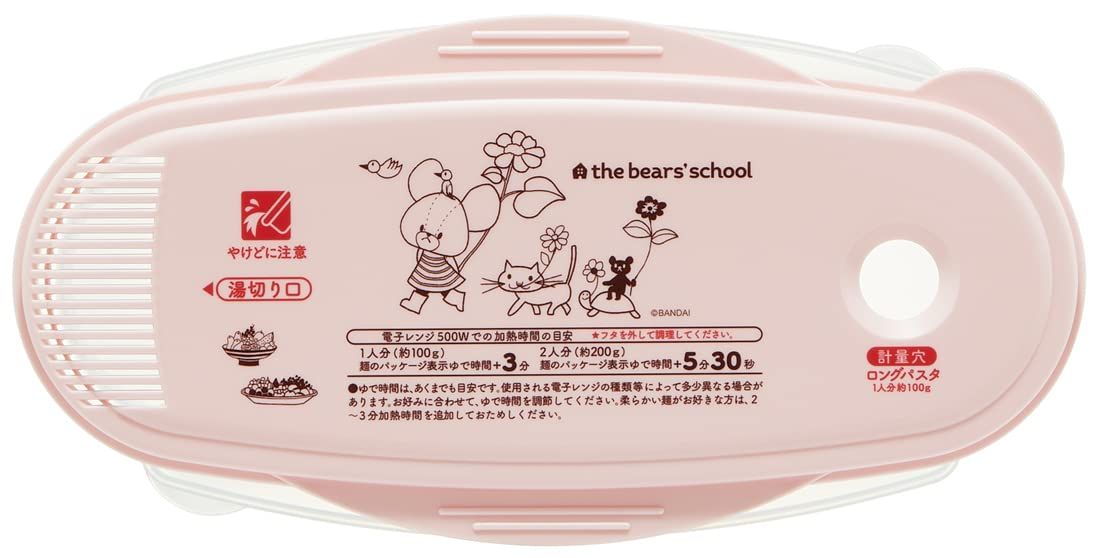 the bears' school
やけどに注意
湯切り口
©BANDAI
電子レンジ500Wでの加熱時間の目安 ★フタを外して調理してください。
1人分(約100g) 2人分(約200g)
麺のパッケージ表示ゆで時間+3分 麺のパッケージ表示ゆで時間+5分30秒
●ゆで時間は、あくまでも目安です。使用される電子レンジの種類等によって多少異なる場合が
あります。お好みに合わせて、ゆで時間を調節してください。柔らかい麺がお好きな方は、2
～3分加熱時間を追加しておためしください。
計量穴
ロングパスタ
1人分約100g